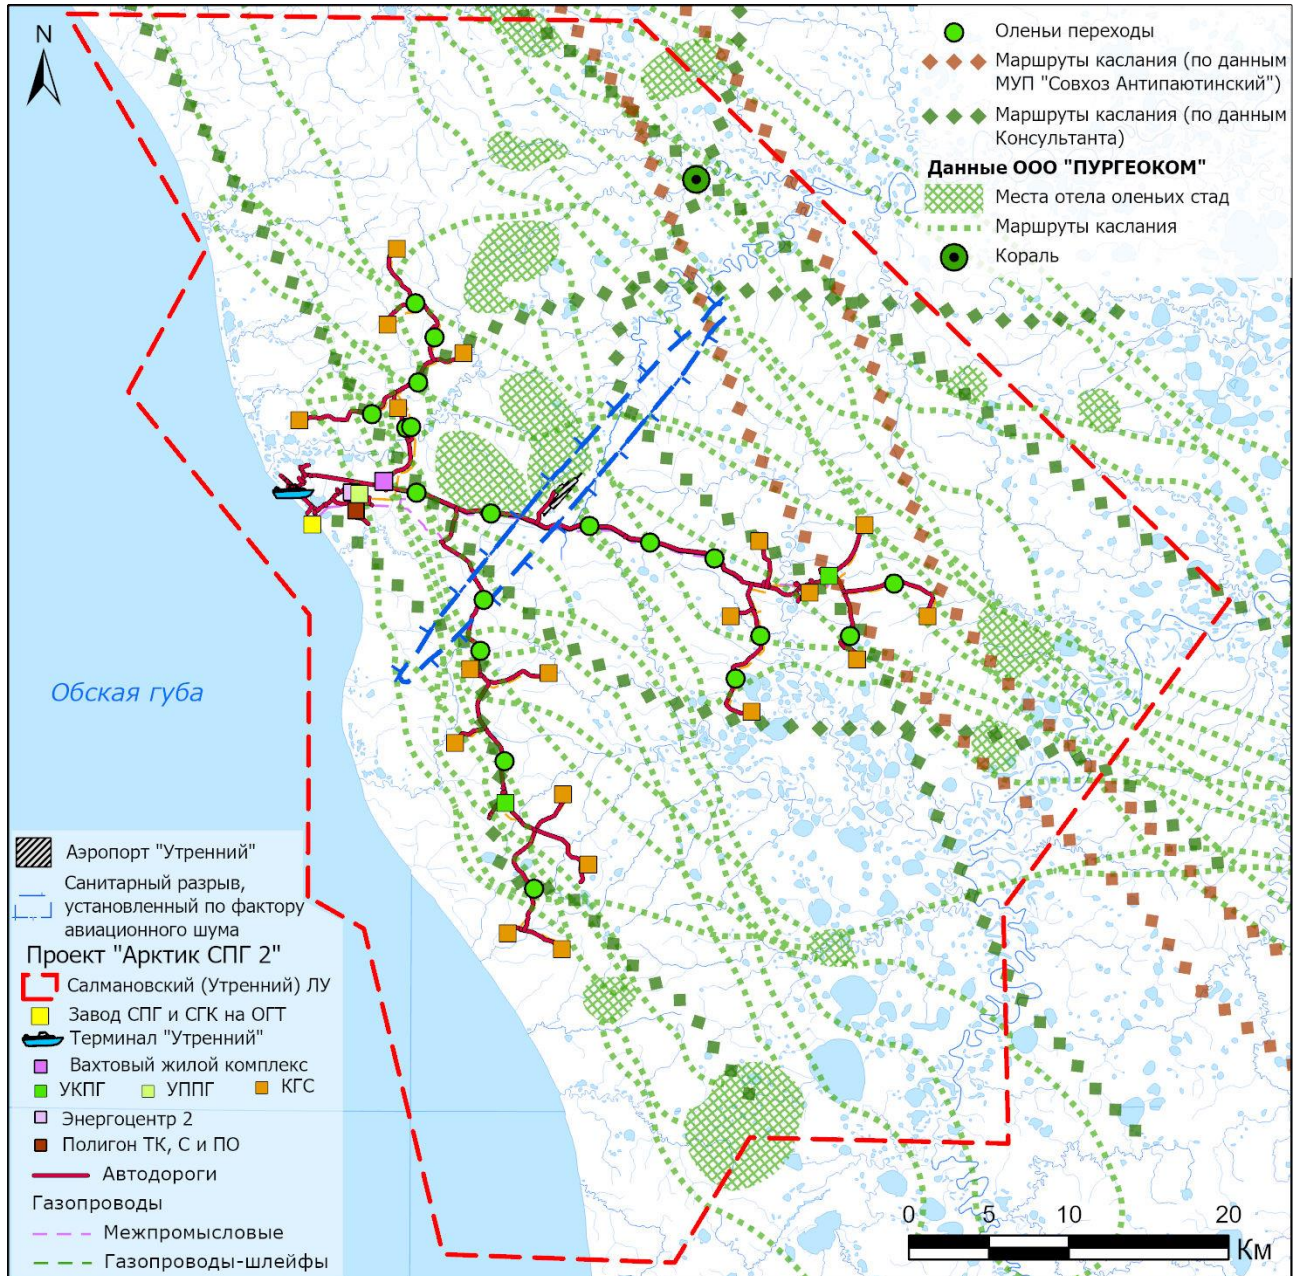 N
Оленьи переходы
Маршруты каслания (по данным
МУП "Совхоз Антипаютинский")
Маршруты каслания (по данным
Консультанта)
Данные ООО "ПУРГЕОКОМ"
Места отела оленьих стад
Маршруты каслания
Кораль
Обская губа
Аэропорт "Утренний"
Санитарный разрыв,
установленный по фактору
авиационного шума
Проект "Арктик СПГ 2"
Салмановский (Утренний) ЛУ
Завод СПГ и СГК на ОГТ
Терминал "Утренний"
Вахтовый жилой комплекс
УКПГ УППГ КГС
Энергоцентр 2
Полигон ТК, С и ПО
Автодороги
Газопроводы
Межпромысловые
Газопроводы-шлейфы
0 5 10 20
Км